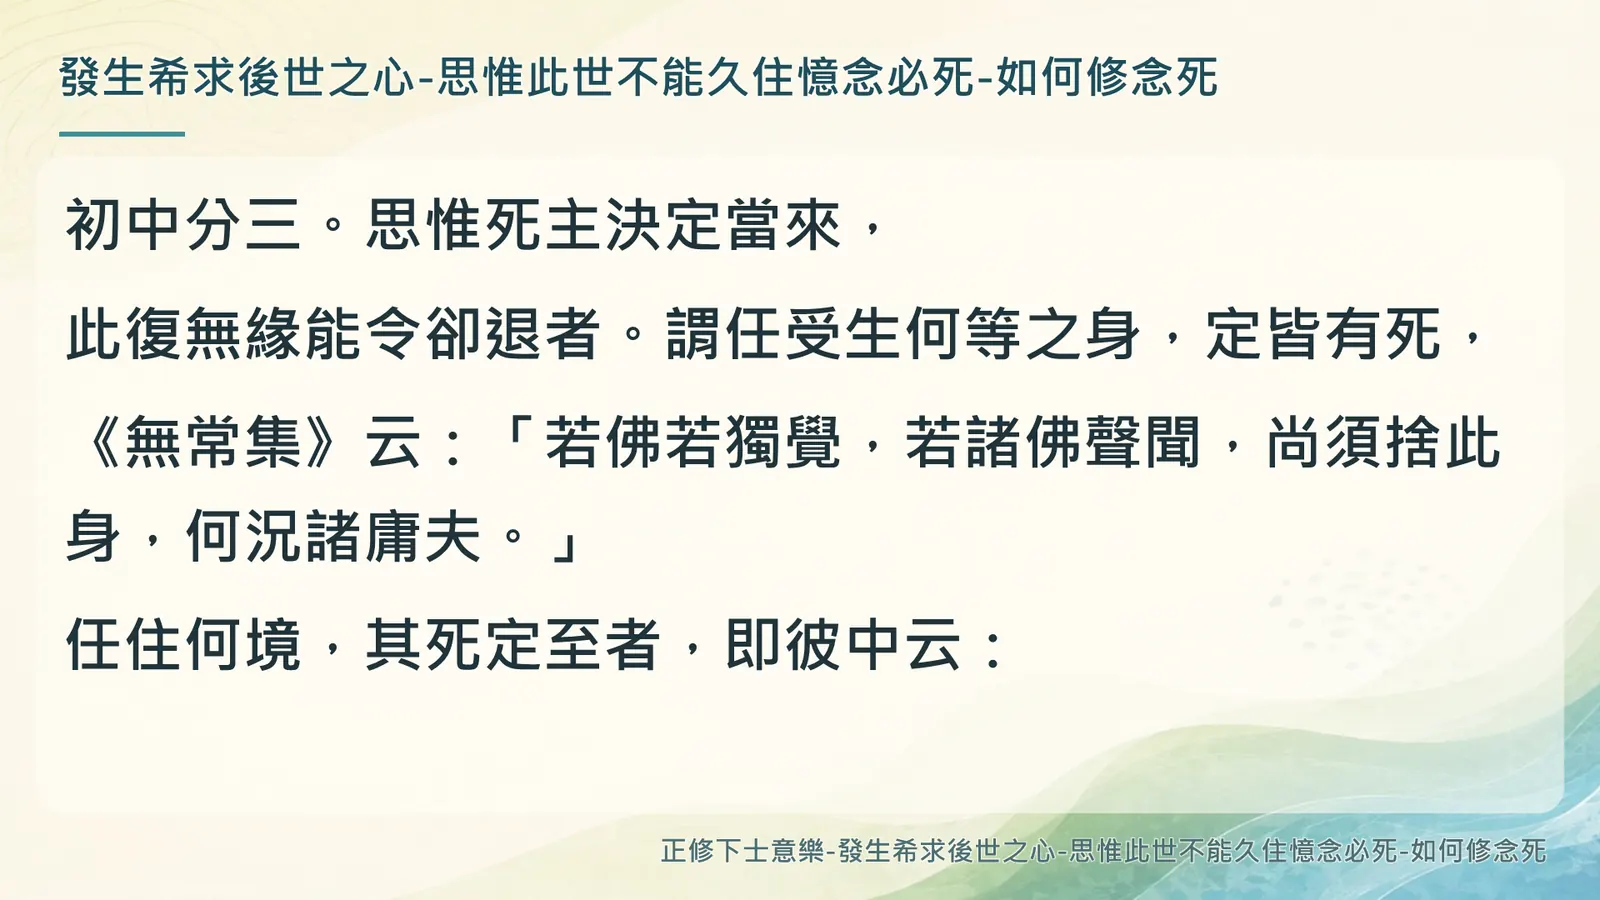 發生希求後世之心-思惟此世不能久住憶念必死-如何修念死
初中分三。思惟死主決定當來，
此復無緣能令卻退者。謂任受生何等之身，定皆有死，
《無常集》云：「若佛若獨覺，若諸佛聲聞，尚須捨此
身，何況諸庸夫。」
任住何境，其死定至者，即彼中云：
正修下士意樂-發生希求後世之心-思惟此世不能久住憶念必死-如何修念死